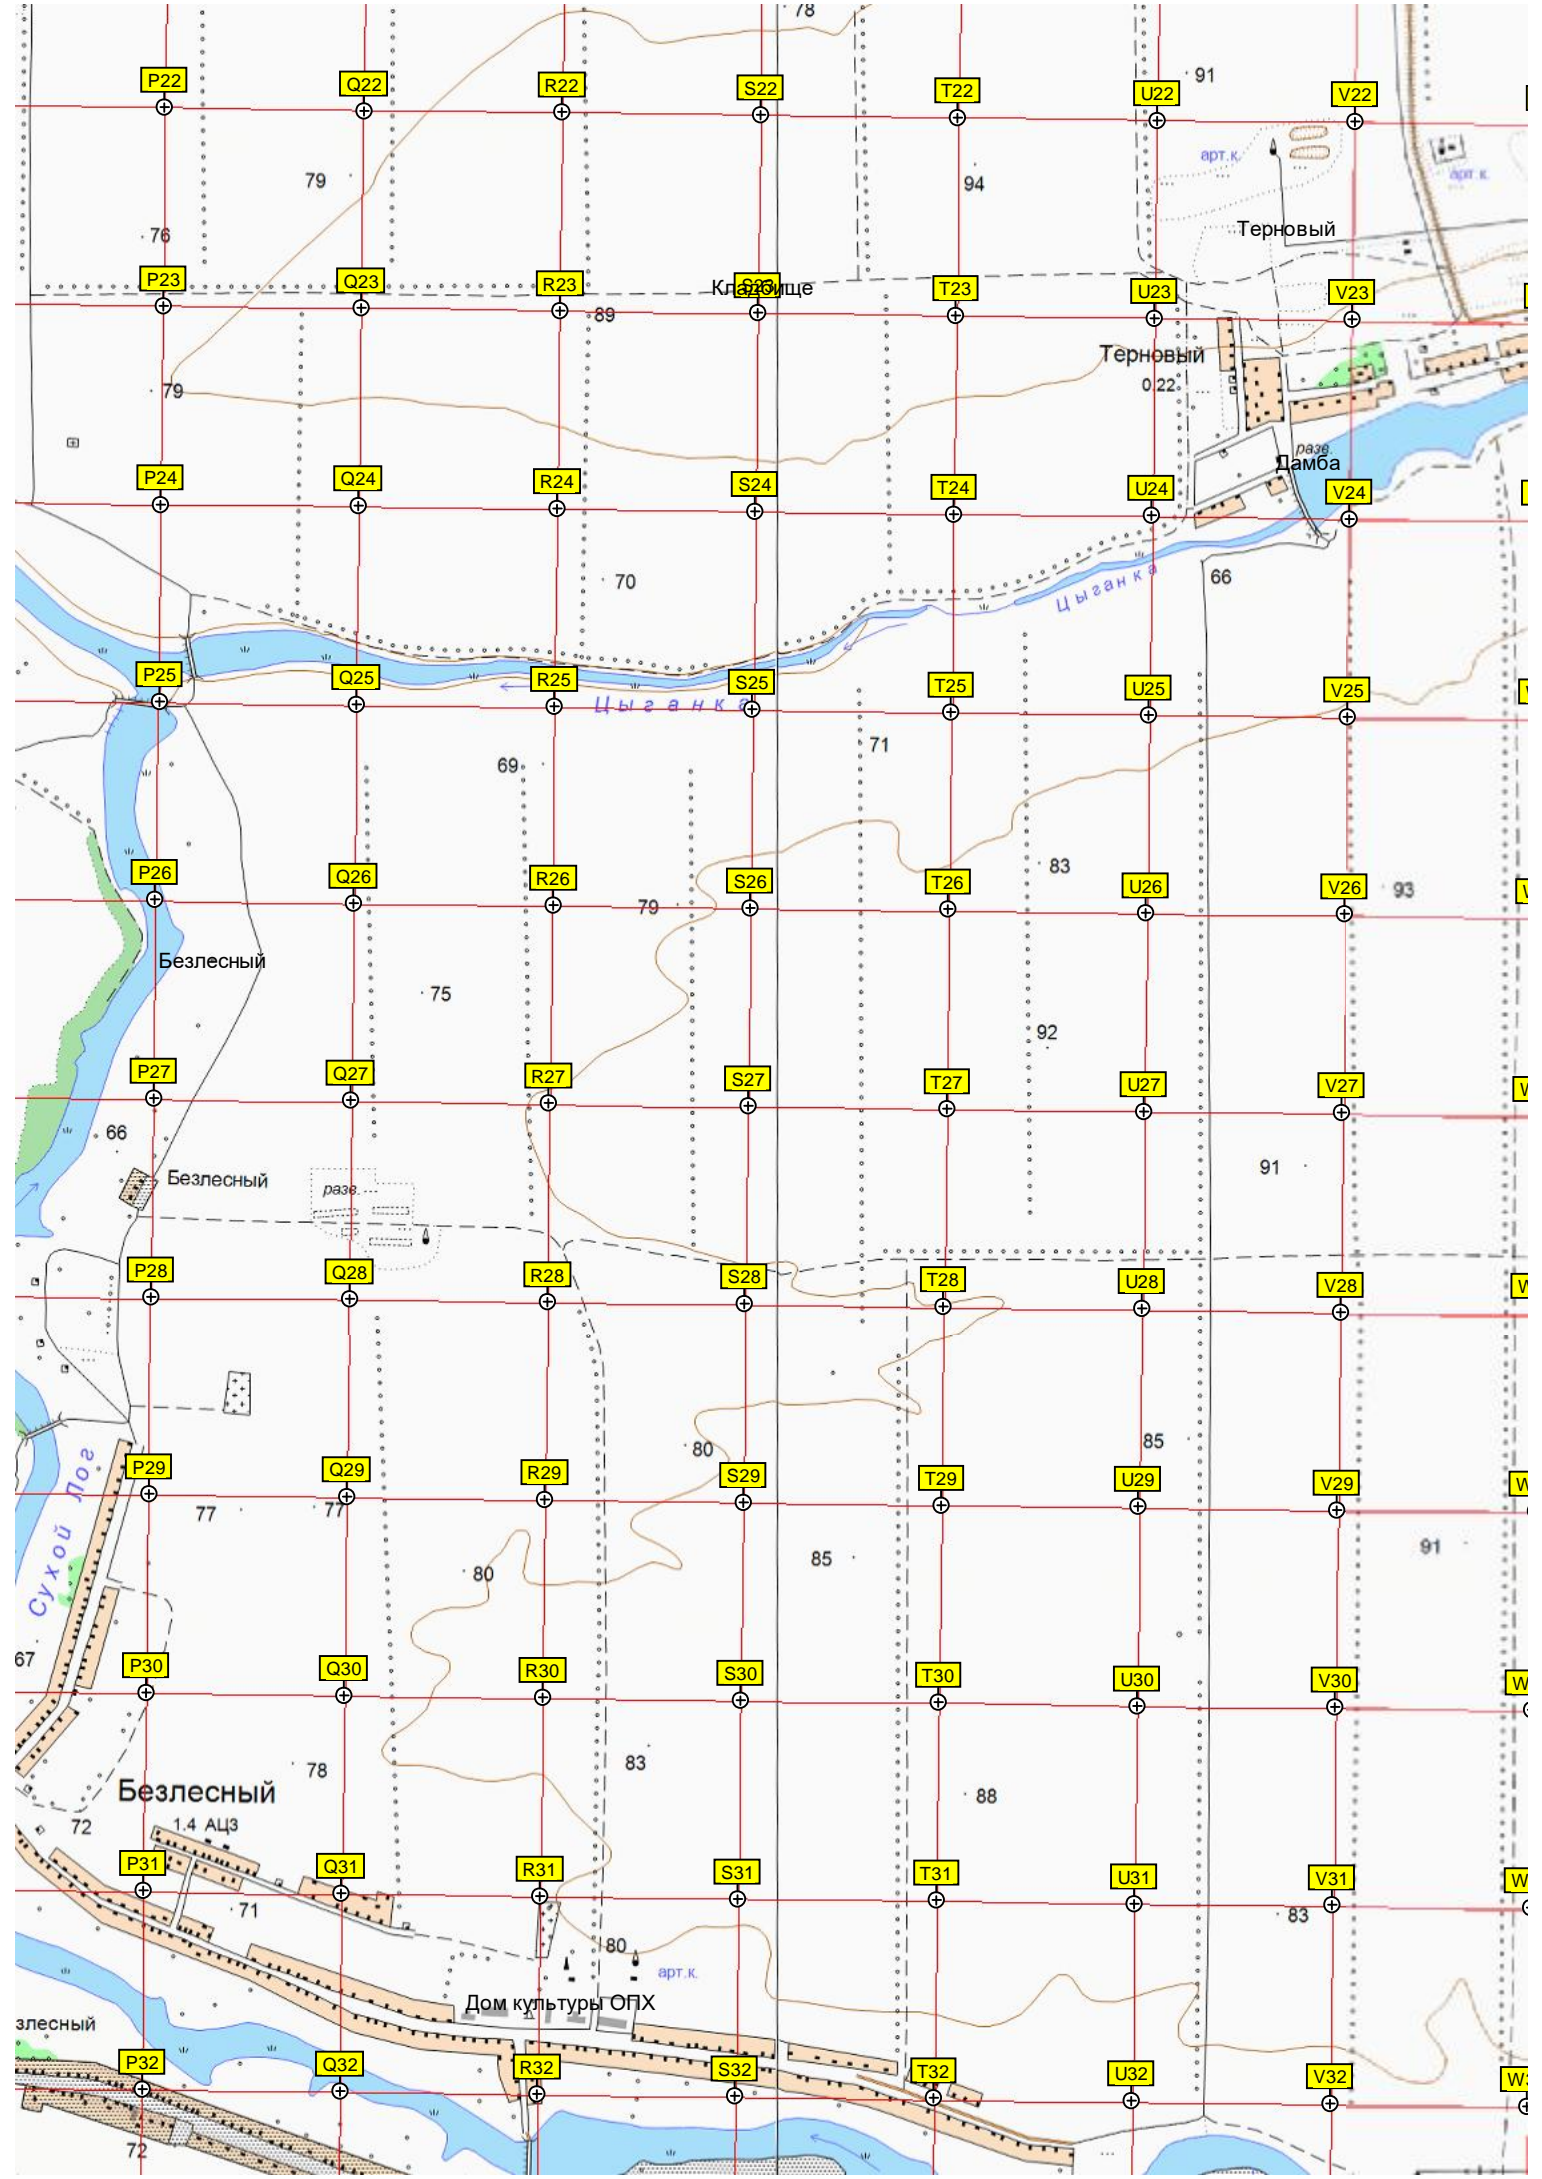 78
P22 Q22 R22 S22 T22 U22 91 V22
арт.к. арт.к.
79 94
76 Терновый
P23 Q23 R23 S23 Кладбище T23 U23 V23
89
Терновый
79 0.22
разв.
Дамба
P24 Q24 R24 S24 T24 U24 V24
70 66
Цыганка
P25 Q25 R25 S25 T25 U25 V25
Цыганка
71
69
P26 Q26 R26 S26 T26 83 U26 V26 93
79
Безлесный
75
92
P27 Q27 R27 S27 T27 U27 V27
66
91
Безлесный разв.
P28 Q28 R28 S28 T28 U28 V28
80 85
P29 Q29 R29 S29 T29 U29 V29
Сухой Лог
77 77
91
85
80
67 P30 Q30 R30 S30 T30 U30 V30
78 83
Безлесный 88
72 1.4 АЦЗ
P31 Q31 R31 S31 T31 U31 V31
71 83
80
арт.к.
Дом культуры ОПХ
злесный
P32 Q32 R32 S32 T32 U32 V32
72